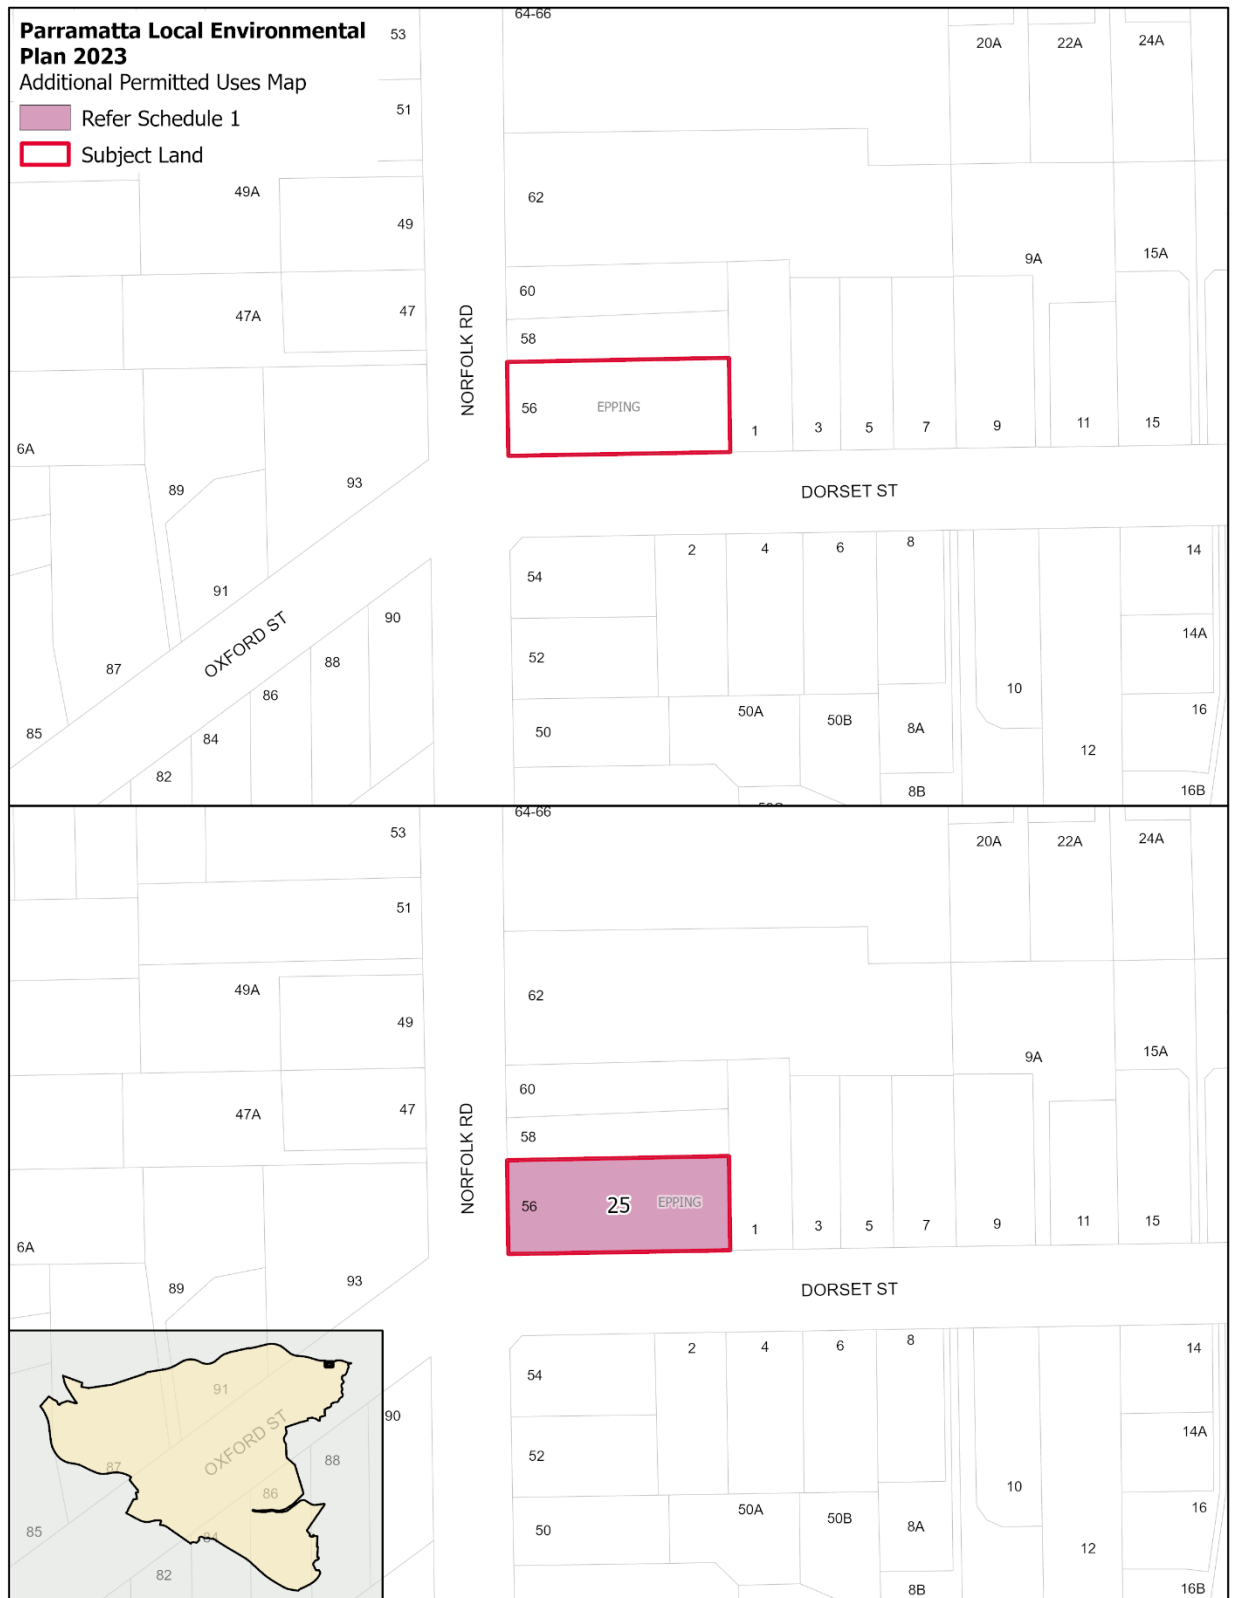 Parramatta Local Environmental
Plan 2023
Additional Permitted Uses Map
Refer Schedule 1
Subject Land
64-66
53
20A
22A
24A
51
49A
62
49
9A
15A
60
47A
47
58
NORFOLK RD
56
EPPING
1
3
5
7
9
11
15
6A
89
93
DORSET ST
2
4
6
8
14
54
91
90
OXFORD ST
14A
52
87
88
10
86
50A
50B
16
85
50
8A
84
12
82
8B
16B
64-66
53
20A
22A
24A
51
49A
62
49
9A
15A
60
47A
47
58
NORFOLK RD
56
25
EPPING
1
3
5
7
9
11
15
6A
89
93
DORSET ST
2
4
6
8
14
54
91
90
OXFORD ST
14A
52
87
88
10
86
50A
50B
16
85
50
8A
84
12
82
8B
16B